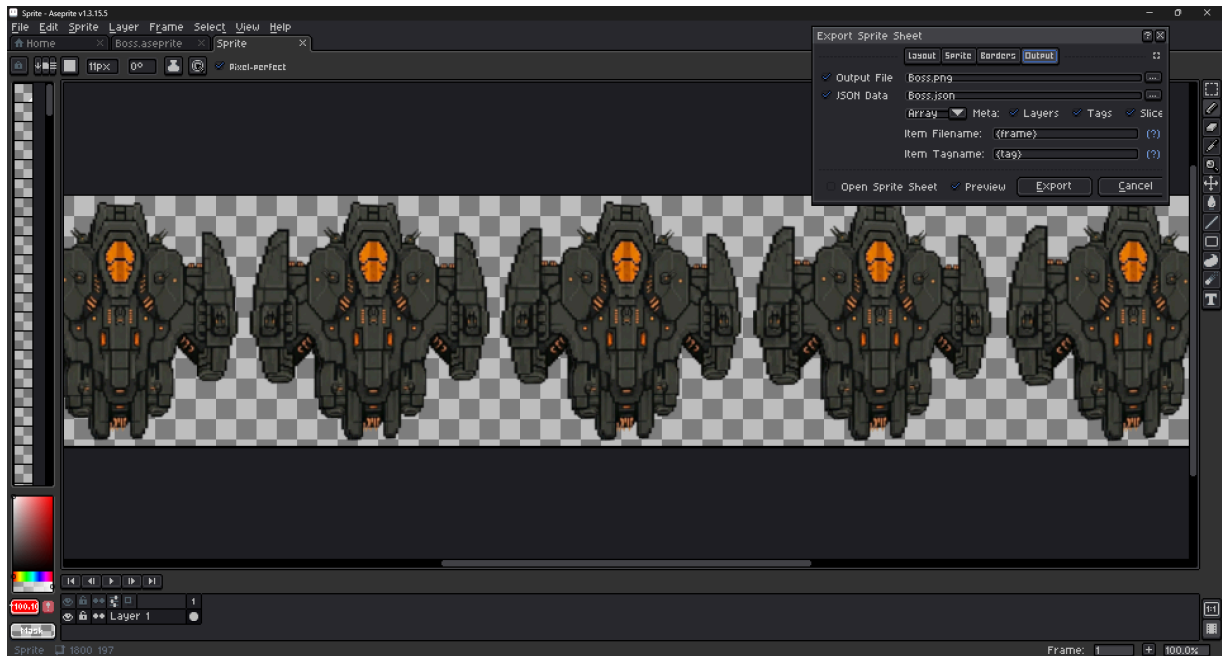 Sprite - Aseprite v1.3.15.5
File Edit Sprite Layer Frame Select View Help
Home Boss.aseprite Sprite
11px 0° Pixel-perfect
Export Sprite Sheet
Layout Sprite Borders Output
Output File Boss.png ...
JSON Data Boss.json ...
Array Meta: Layers Tags Slice
Item Filename: {frame} (?)
Item Tagname: {tag} (?)
Open Sprite Sheet Preview Export Cancel
1
Layer 1
Mask
1:1
Sprite 1800 197 Frame: 1 + 100.0%